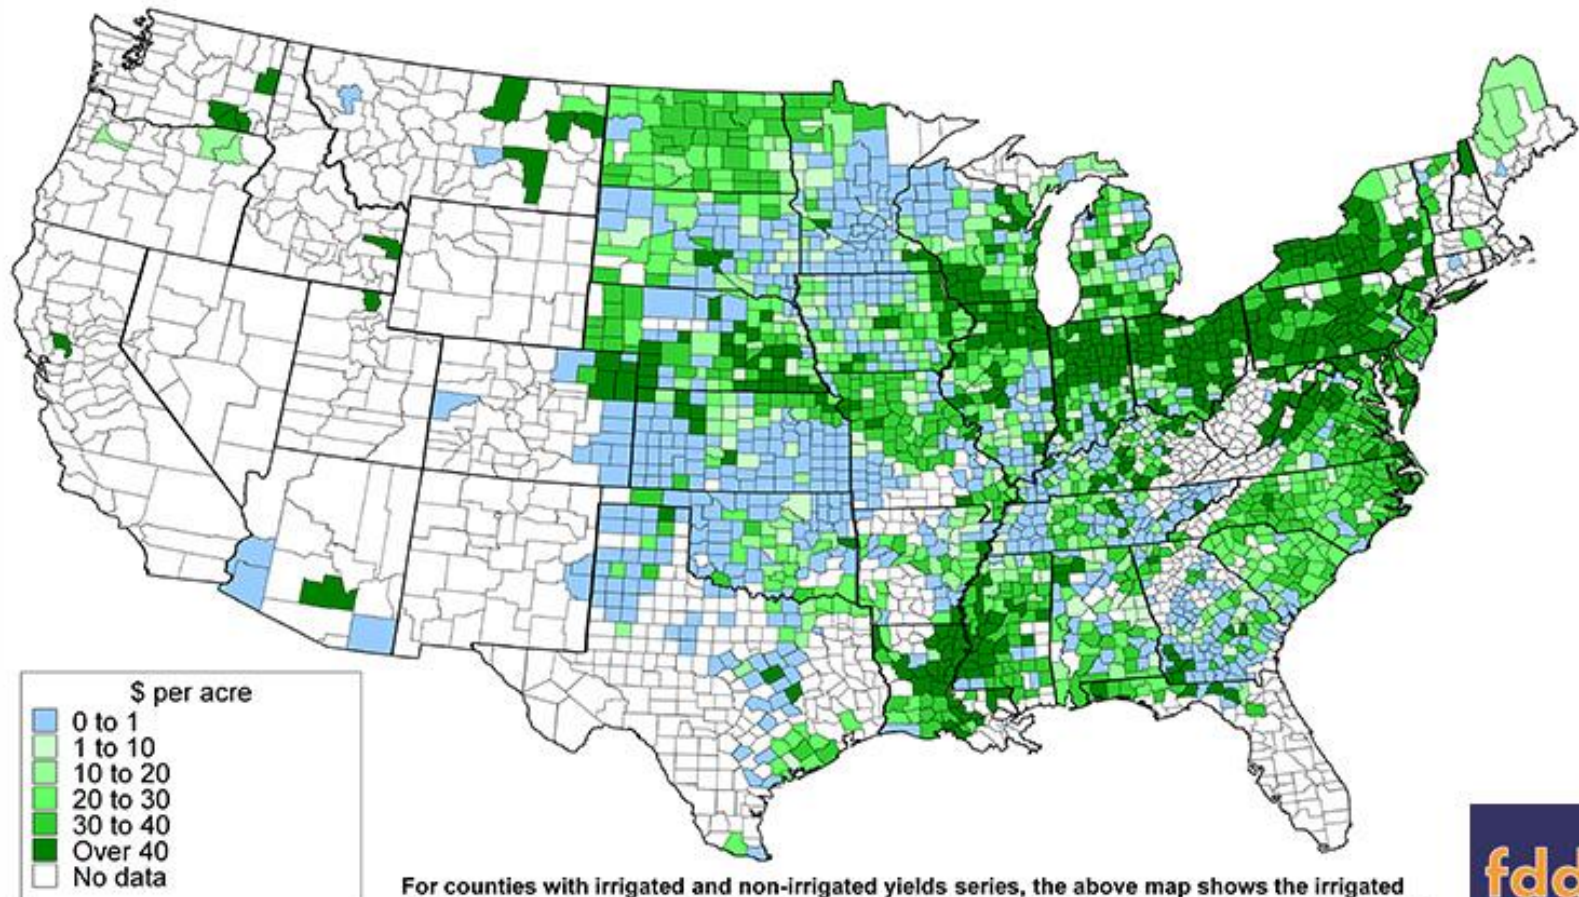 $ per acre
0 to 1
1 to 10
10 to 20
20 to 30
30 to 40
Over 40
No data
For counties with irrigated and non-irrigated yields series, the above map shows the irrigated
fdd